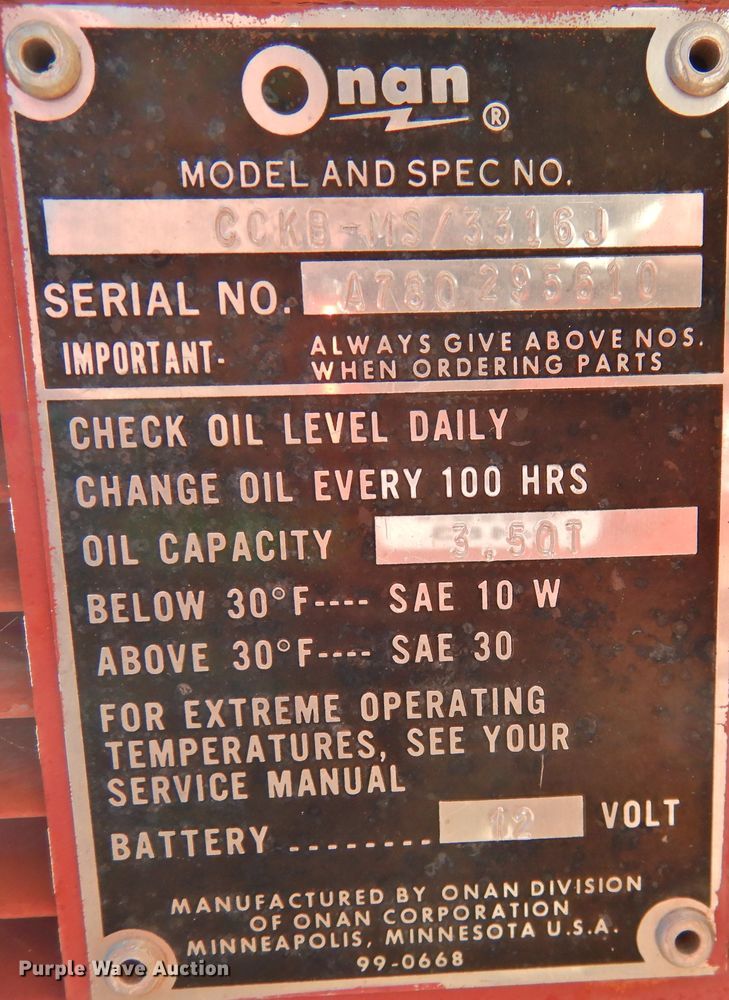 Onan ®
MODEL AND SPEC NO.
CCKB-MS/3316J
SERIAL NO. A780295610
IMPORTANT- ALWAYS GIVE ABOVE NOS.
WHEN ORDERING PARTS
CHECK OIL LEVEL DAILY
CHANGE OIL EVERY 100 HRS
OIL CAPACITY 3.5QT
BELOW 30°F---- SAE 10 W
ABOVE 30°F---- SAE 30
FOR EXTREME OPERATING
TEMPERATURES, SEE YOUR
SERVICE MANUAL
BATTERY -------- 12 VOLT
MANUFACTURED BY ONAN DIVISION
OF ONAN CORPORATION
MINNEAPOLIS, MINNESOTA U.S.A.
99-0668
Purple Wave Auction